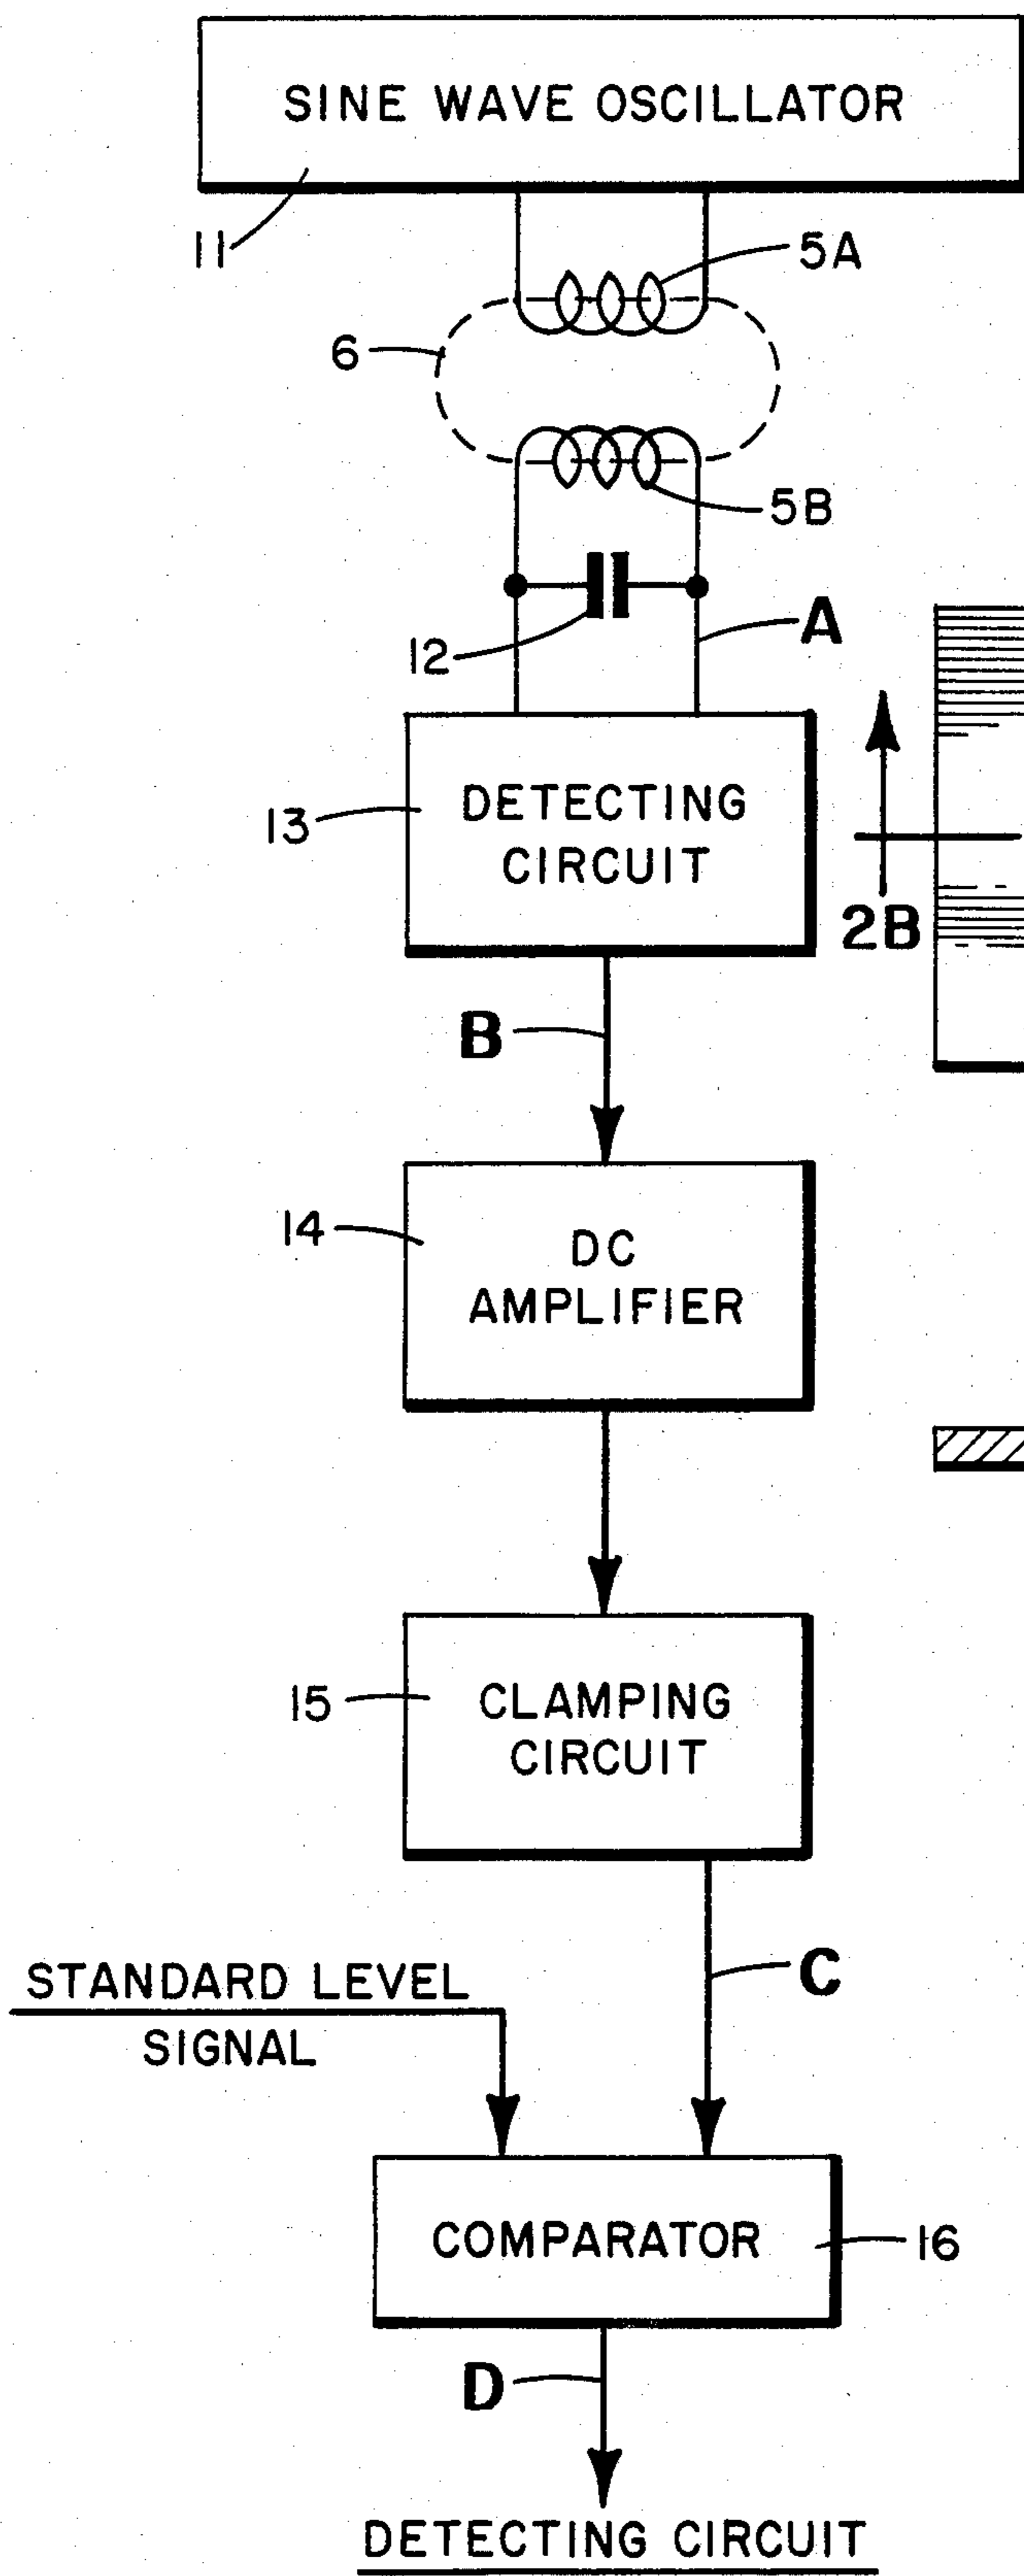 SINE WAVE OSCILLATOR
11
5A
6
5B
12
A
13
DETECTING
CIRCUIT
2B
B
14
DC
AMPLIFIER
15
CLAMPING
CIRCUIT
C
STANDARD LEVEL
SIGNAL
COMPARATOR
16
D
DETECTING CIRCUIT